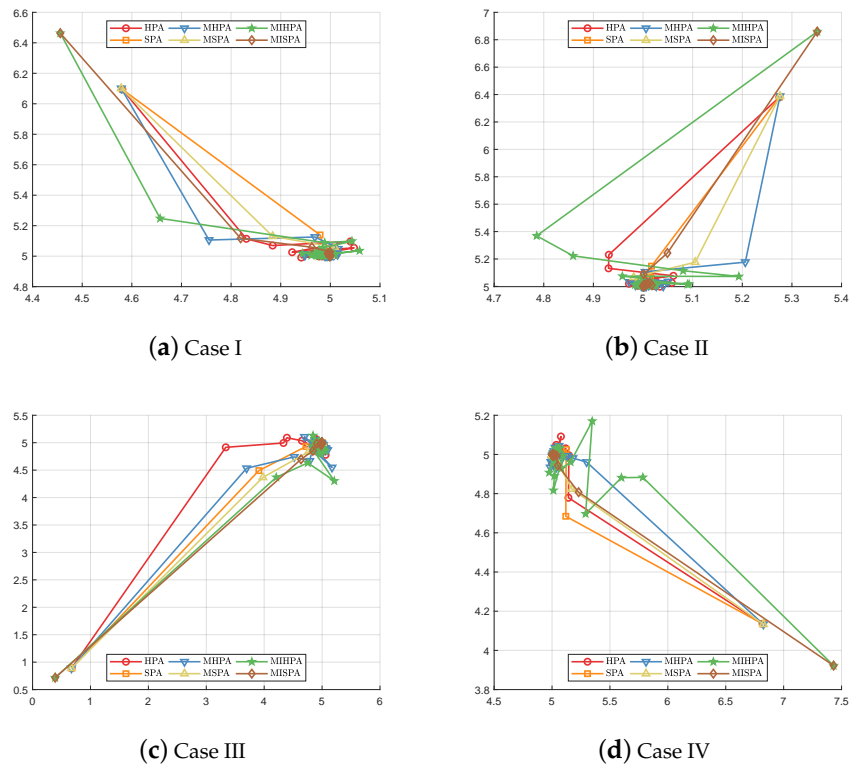 6.6
6.4
6.2
6
5.8
5.6
5.4
5.2
5
4.8
4.4 4.5 4.6 4.7 4.8 4.9 5 5.1
HPA MHPA MIHPA
SPA MSPA MISPA
(a) Case I
7
6.8
6.6
6.4
6.2
6
5.8
5.6
5.4
5.2
5
4.7 4.8 4.9 5 5.1 5.2 5.3 5.4
HPA MHPA MIHPA
SPA MSPA MISPA
(b) Case II
5.5
5
4.5
4
3.5
3
2.5
2
1.5
1
0.5
0 1 2 3 4 5 6
HPA MHPA MIHPA
SPA MSPA MISPA
(c) Case III
5.2
5
4.8
4.6
4.4
4.2
4
3.8
4.5 5 5.5 6 6.5 7 7.5
HPA MHPA MIHPA
SPA MSPA MISPA
(d) Case IV